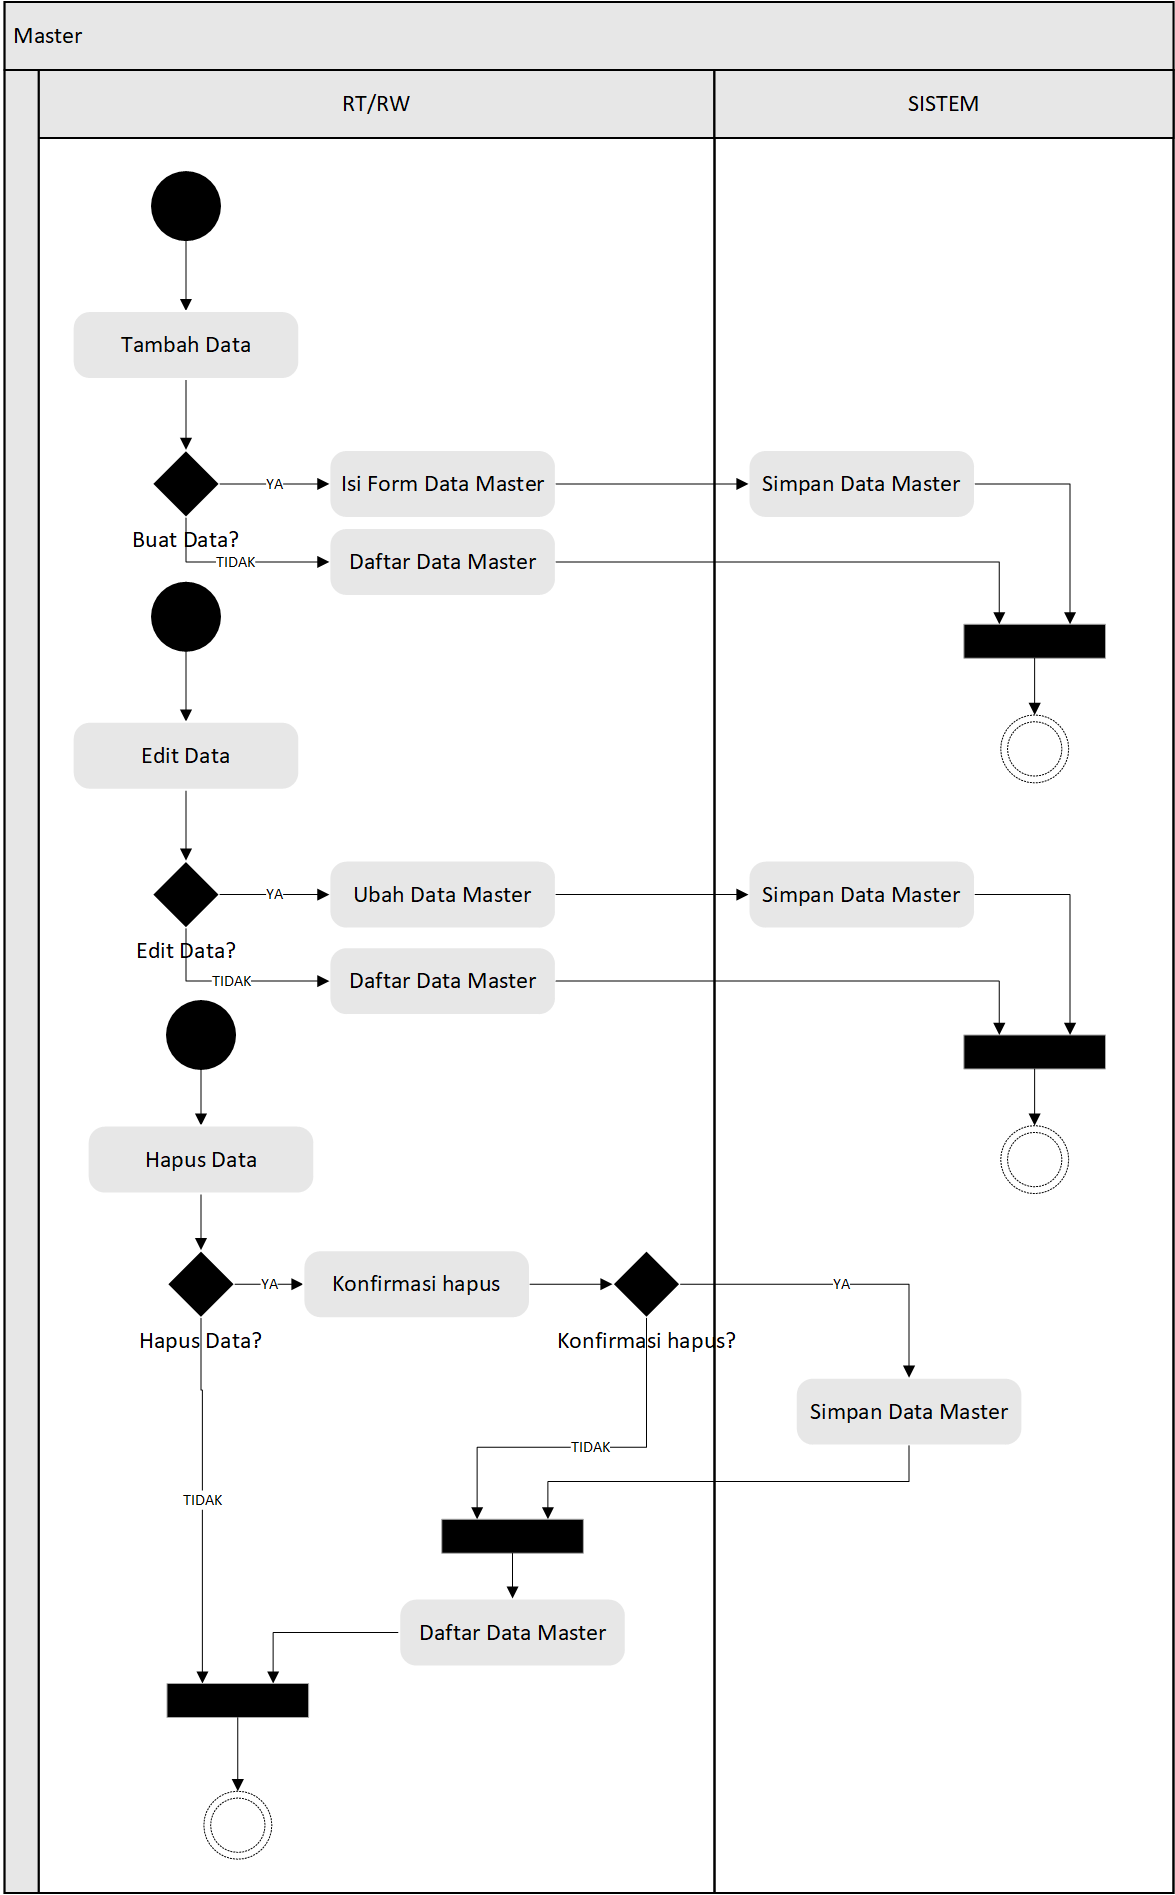 Master
RT/RW
SISTEM
Tambah Data
YA
Isi Form Data Master
Simpan Data Master
Buat Data?
TIDAK
Daftar Data Master
Edit Data
YA
Ubah Data Master
Simpan Data Master
Edit Data?
TIDAK
Daftar Data Master
Hapus Data
YA
Konfirmasi hapus
YA
Hapus Data?
Konfirmasi hapus?
Simpan Data Master
TIDAK
TIDAK
Daftar Data Master